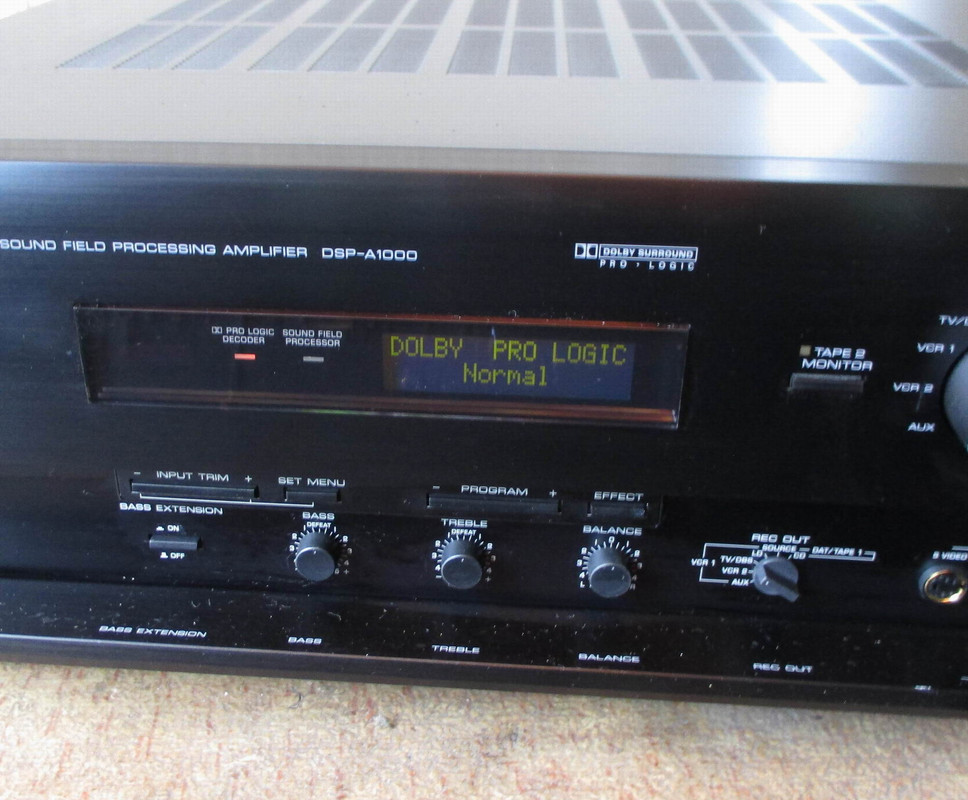 SOUND FIELD PROCESSING AMPLIFIER DSP-A1000
DOLBY SURROUND
PRO · LOGIC
PRO LOGIC
DECODER
SOUND FIELD
PROCESSOR
DOLBY PRO LOGIC
Normal
TAPE 2
MONITOR
VCR 1
VCR 2
AUX
- INPUT TRIM +
SET MENU
- PROGRAM +
EFFECT
BASS EXTENSION
ON
OFF
BASS
DEFEAT
TREBLE
DEFEAT
BALANCE
0
REC OUT
SOURCE
DAT/TAPE 1
LD
CD
TV/DBS
VCR 1
VCR 2
AUX
S VIDEO
BASS EXTENSION
BASS
TREBLE
BALANCE
REC OUT